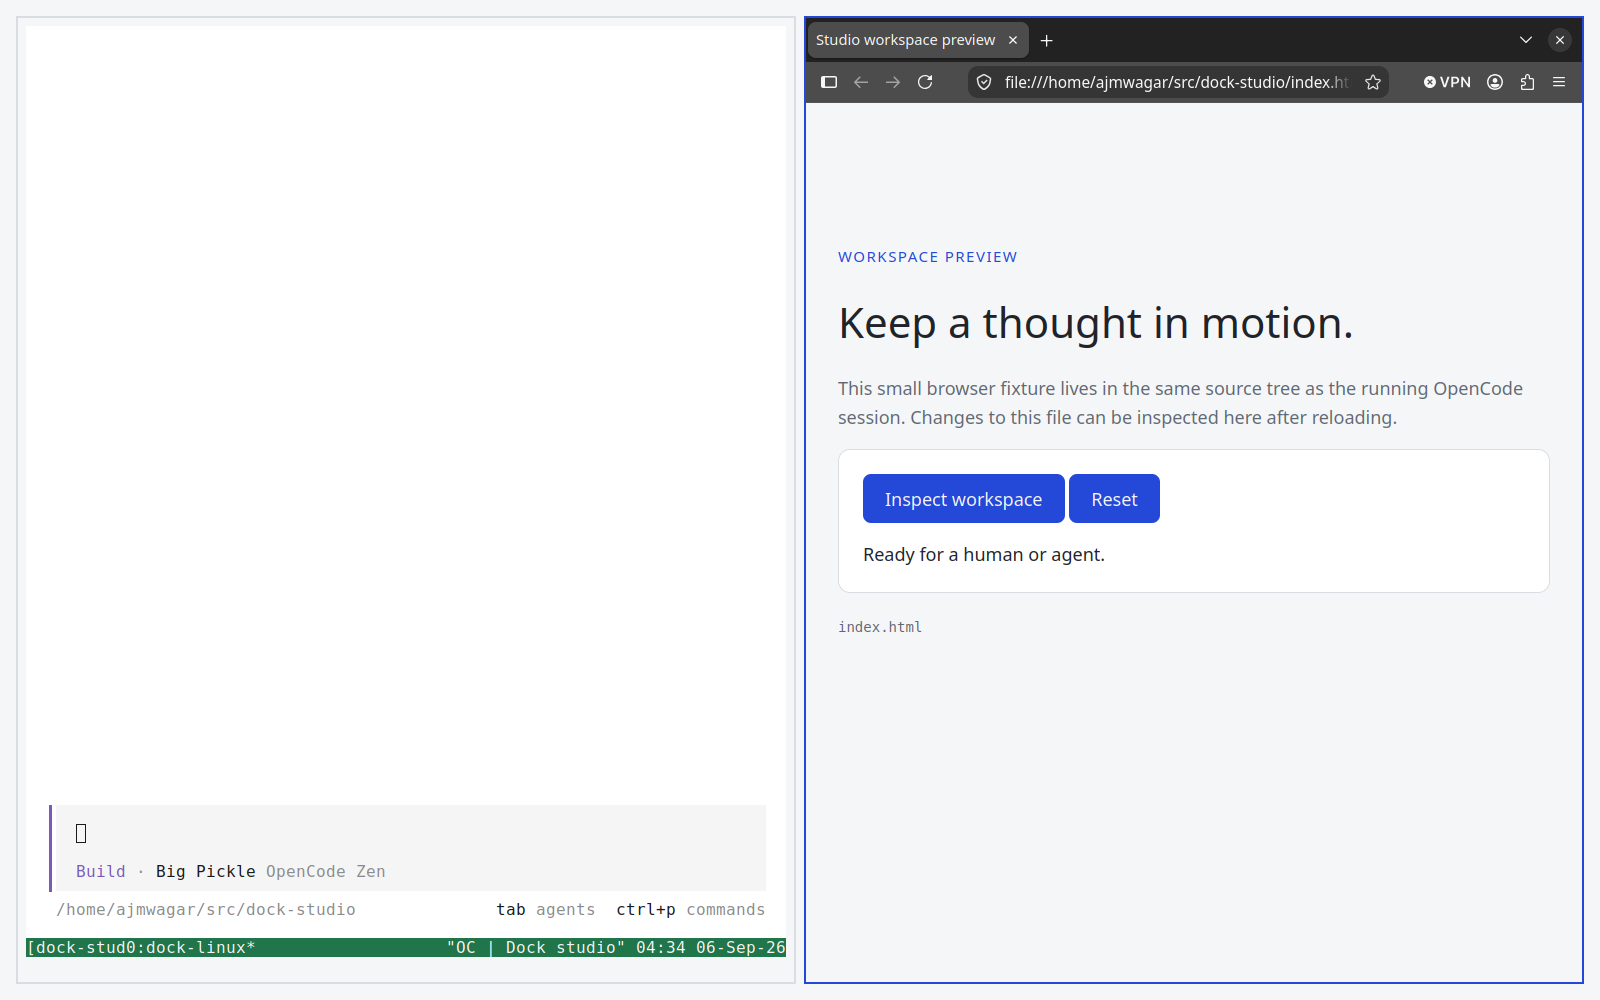 Build · Big Pickle OpenCode Zen
/home/ajmwagar/src/dock-studio tab agents ctrl+p commands
[dock-stud0:dock-linux* "OC | Dock studio" 04:34 06-Sep-26
Studio workspace preview
file:///home/ajmwagar/src/dock-studio/index.ht
VPN
WORKSPACE PREVIEW
Keep a thought in motion.
This small browser fixture lives in the same source tree as the running OpenCode
session. Changes to this file can be inspected here after reloading.
Inspect workspace Reset
Ready for a human or agent.
index.html